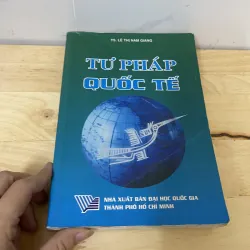 TS. LÊ THỊ NAM GIANG
TƯ PHÁP
QUỐC TẾ
NHÀ XUẤT BẢN ĐẠI HỌC QUỐC GIA
THÀNH PHỐ HỒ CHÍ MINH